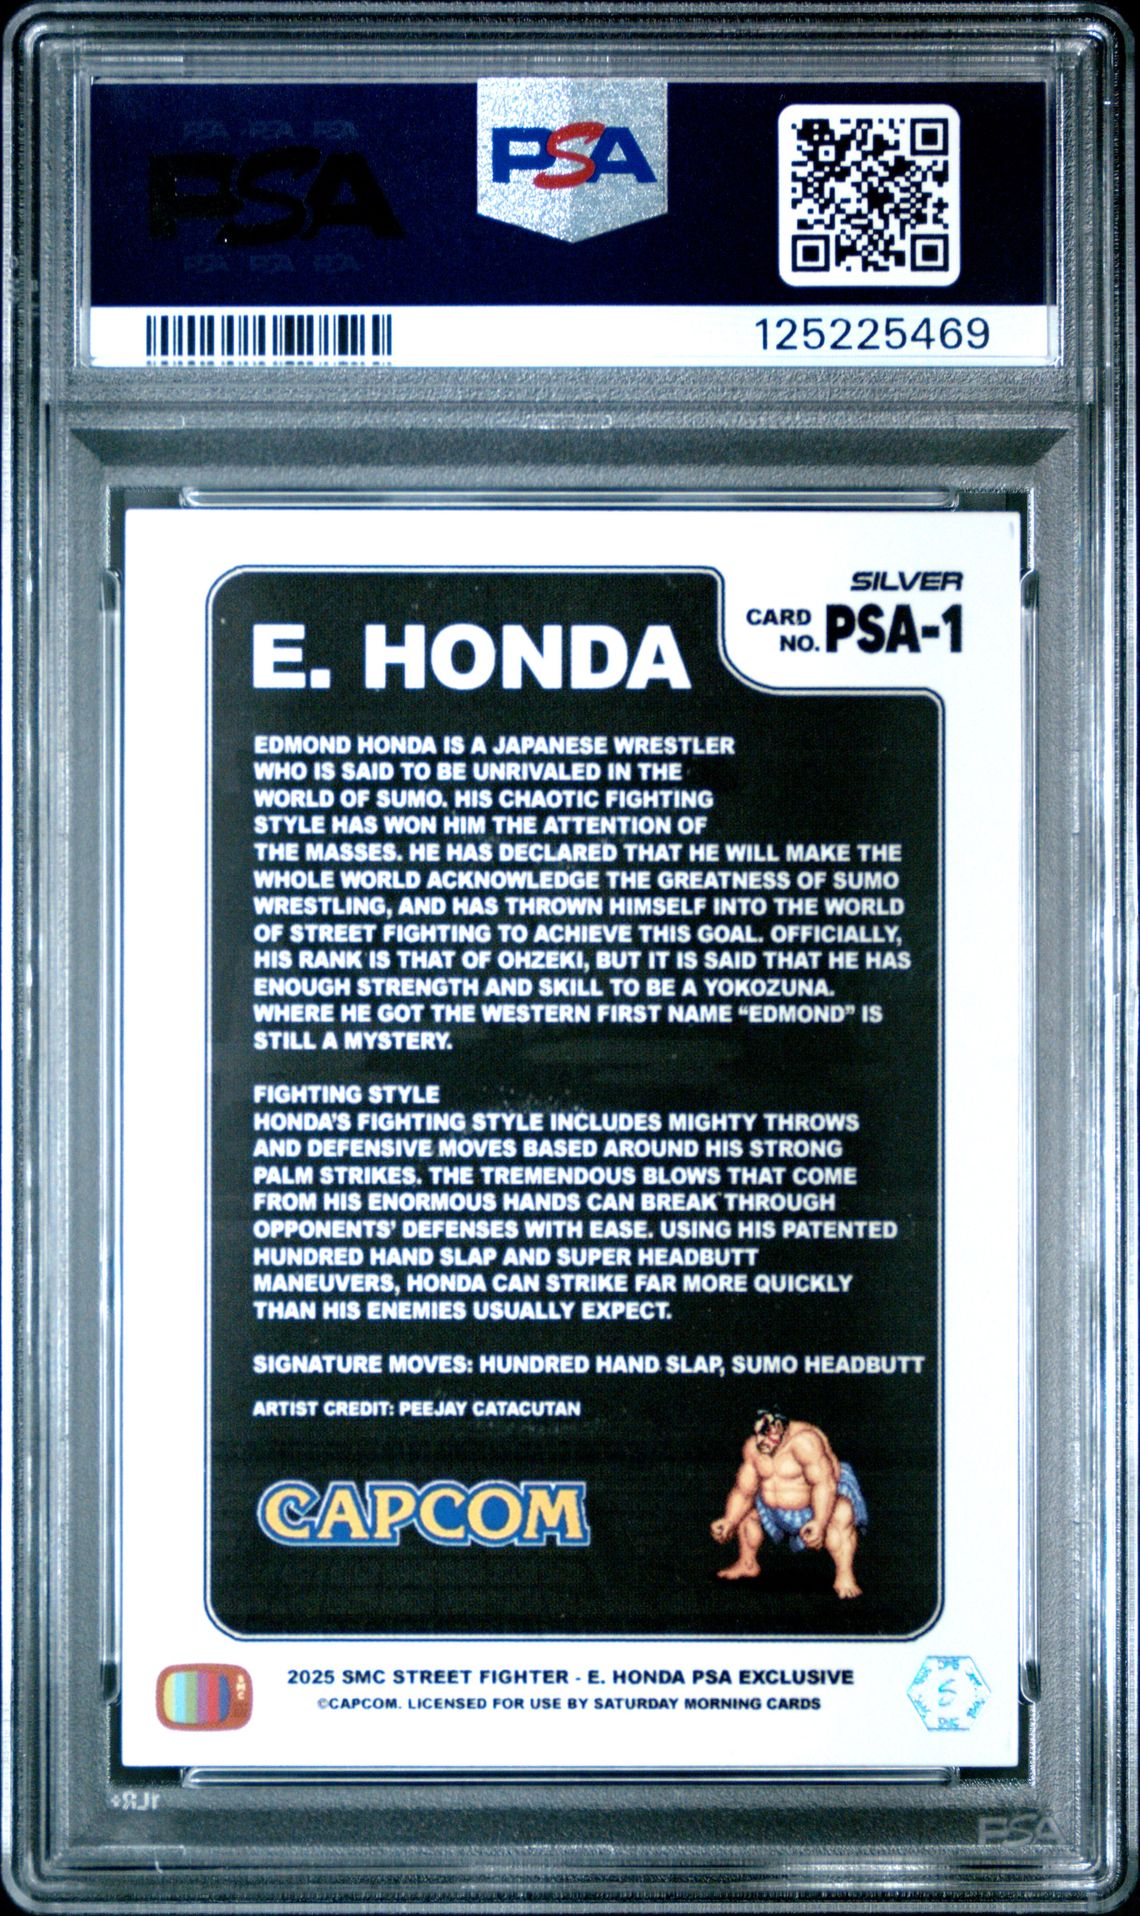 PSA PSA PSA
PSA
PSA PSA PSA
PSA
125225469
SILVER
CARD NO. PSA-1
E. HONDA
EDMOND HONDA IS A JAPANESE WRESTLER
WHO IS SAID TO BE UNRIVALED IN THE
WORLD OF SUMO. HIS CHAOTIC FIGHTING
STYLE HAS WON HIM THE ATTENTION OF
THE MASSES. HE HAS DECLARED THAT HE WILL MAKE THE
WHOLE WORLD ACKNOWLEDGE THE GREATNESS OF SUMO
WRESTLING, AND HAS THROWN HIMSELF INTO THE WORLD
OF STREET FIGHTING TO ACHIEVE THIS GOAL. OFFICIALLY,
HIS RANK IS THAT OF OHZEKI, BUT IT IS SAID THAT HE HAS
ENOUGH STRENGTH AND SKILL TO BE A YOKOZUNA.
WHERE HE GOT THE WESTERN FIRST NAME “EDMOND” IS
STILL A MYSTERY.
FIGHTING STYLE
HONDA'S FIGHTING STYLE INCLUDES MIGHTY THROWS
AND DEFENSIVE MOVES BASED AROUND HIS STRONG
PALM STRIKES. THE TREMENDOUS BLOWS THAT COME
FROM HIS ENORMOUS HANDS CAN BREAK THROUGH
OPPONENTS' DEFENSES WITH EASE. USING HIS PATENTED
HUNDRED HAND SLAP AND SUPER HEADBUTT
MANEUVERS, HONDA CAN STRIKE FAR MORE QUICKLY
THAN HIS ENEMIES USUALLY EXPECT.
SIGNATURE MOVES: HUNDRED HAND SLAP, SUMO HEADBUTT
ARTIST CREDIT: PEEJAY CATACUTAN
CAPCOM
SMC
2025 SMC STREET FIGHTER - E. HONDA PSA EXCLUSIVE
©CAPCOM. LICENSED FOR USE BY SATURDAY MORNING CARDS
S
PSA